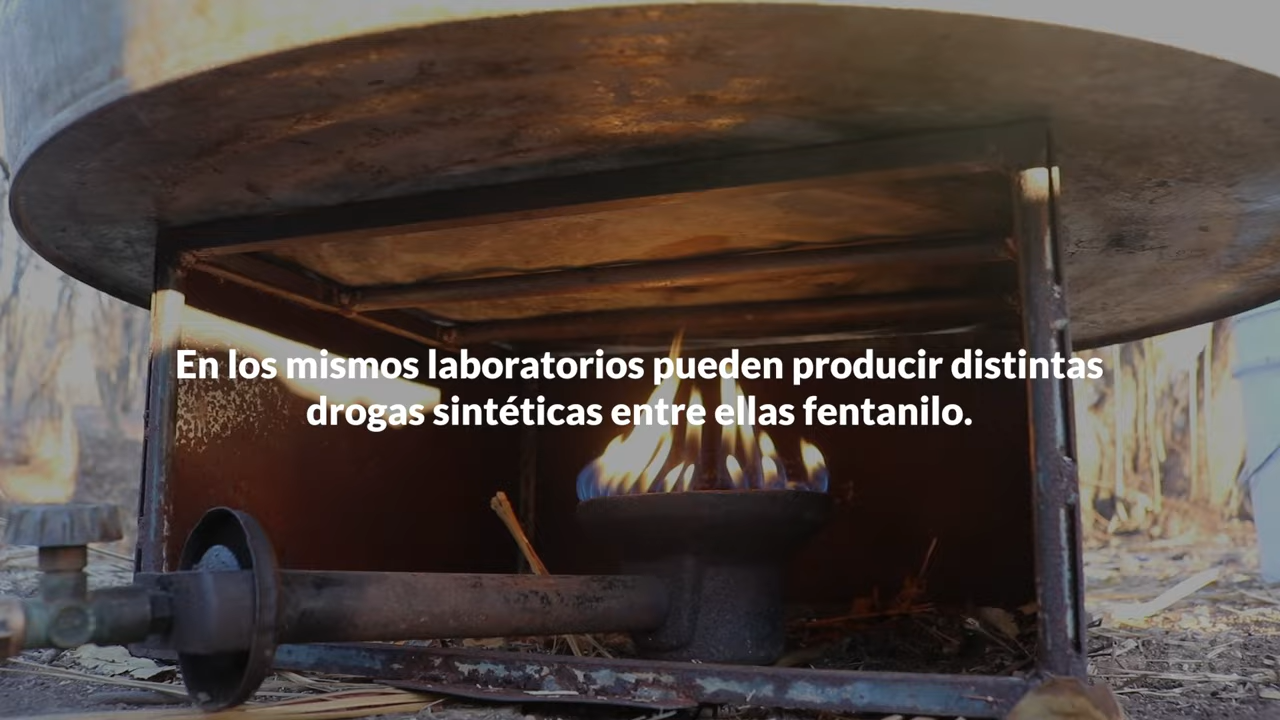 En los mismos laboratorios pueden producir distintas
drogas sintéticas entre ellas fentanilo.